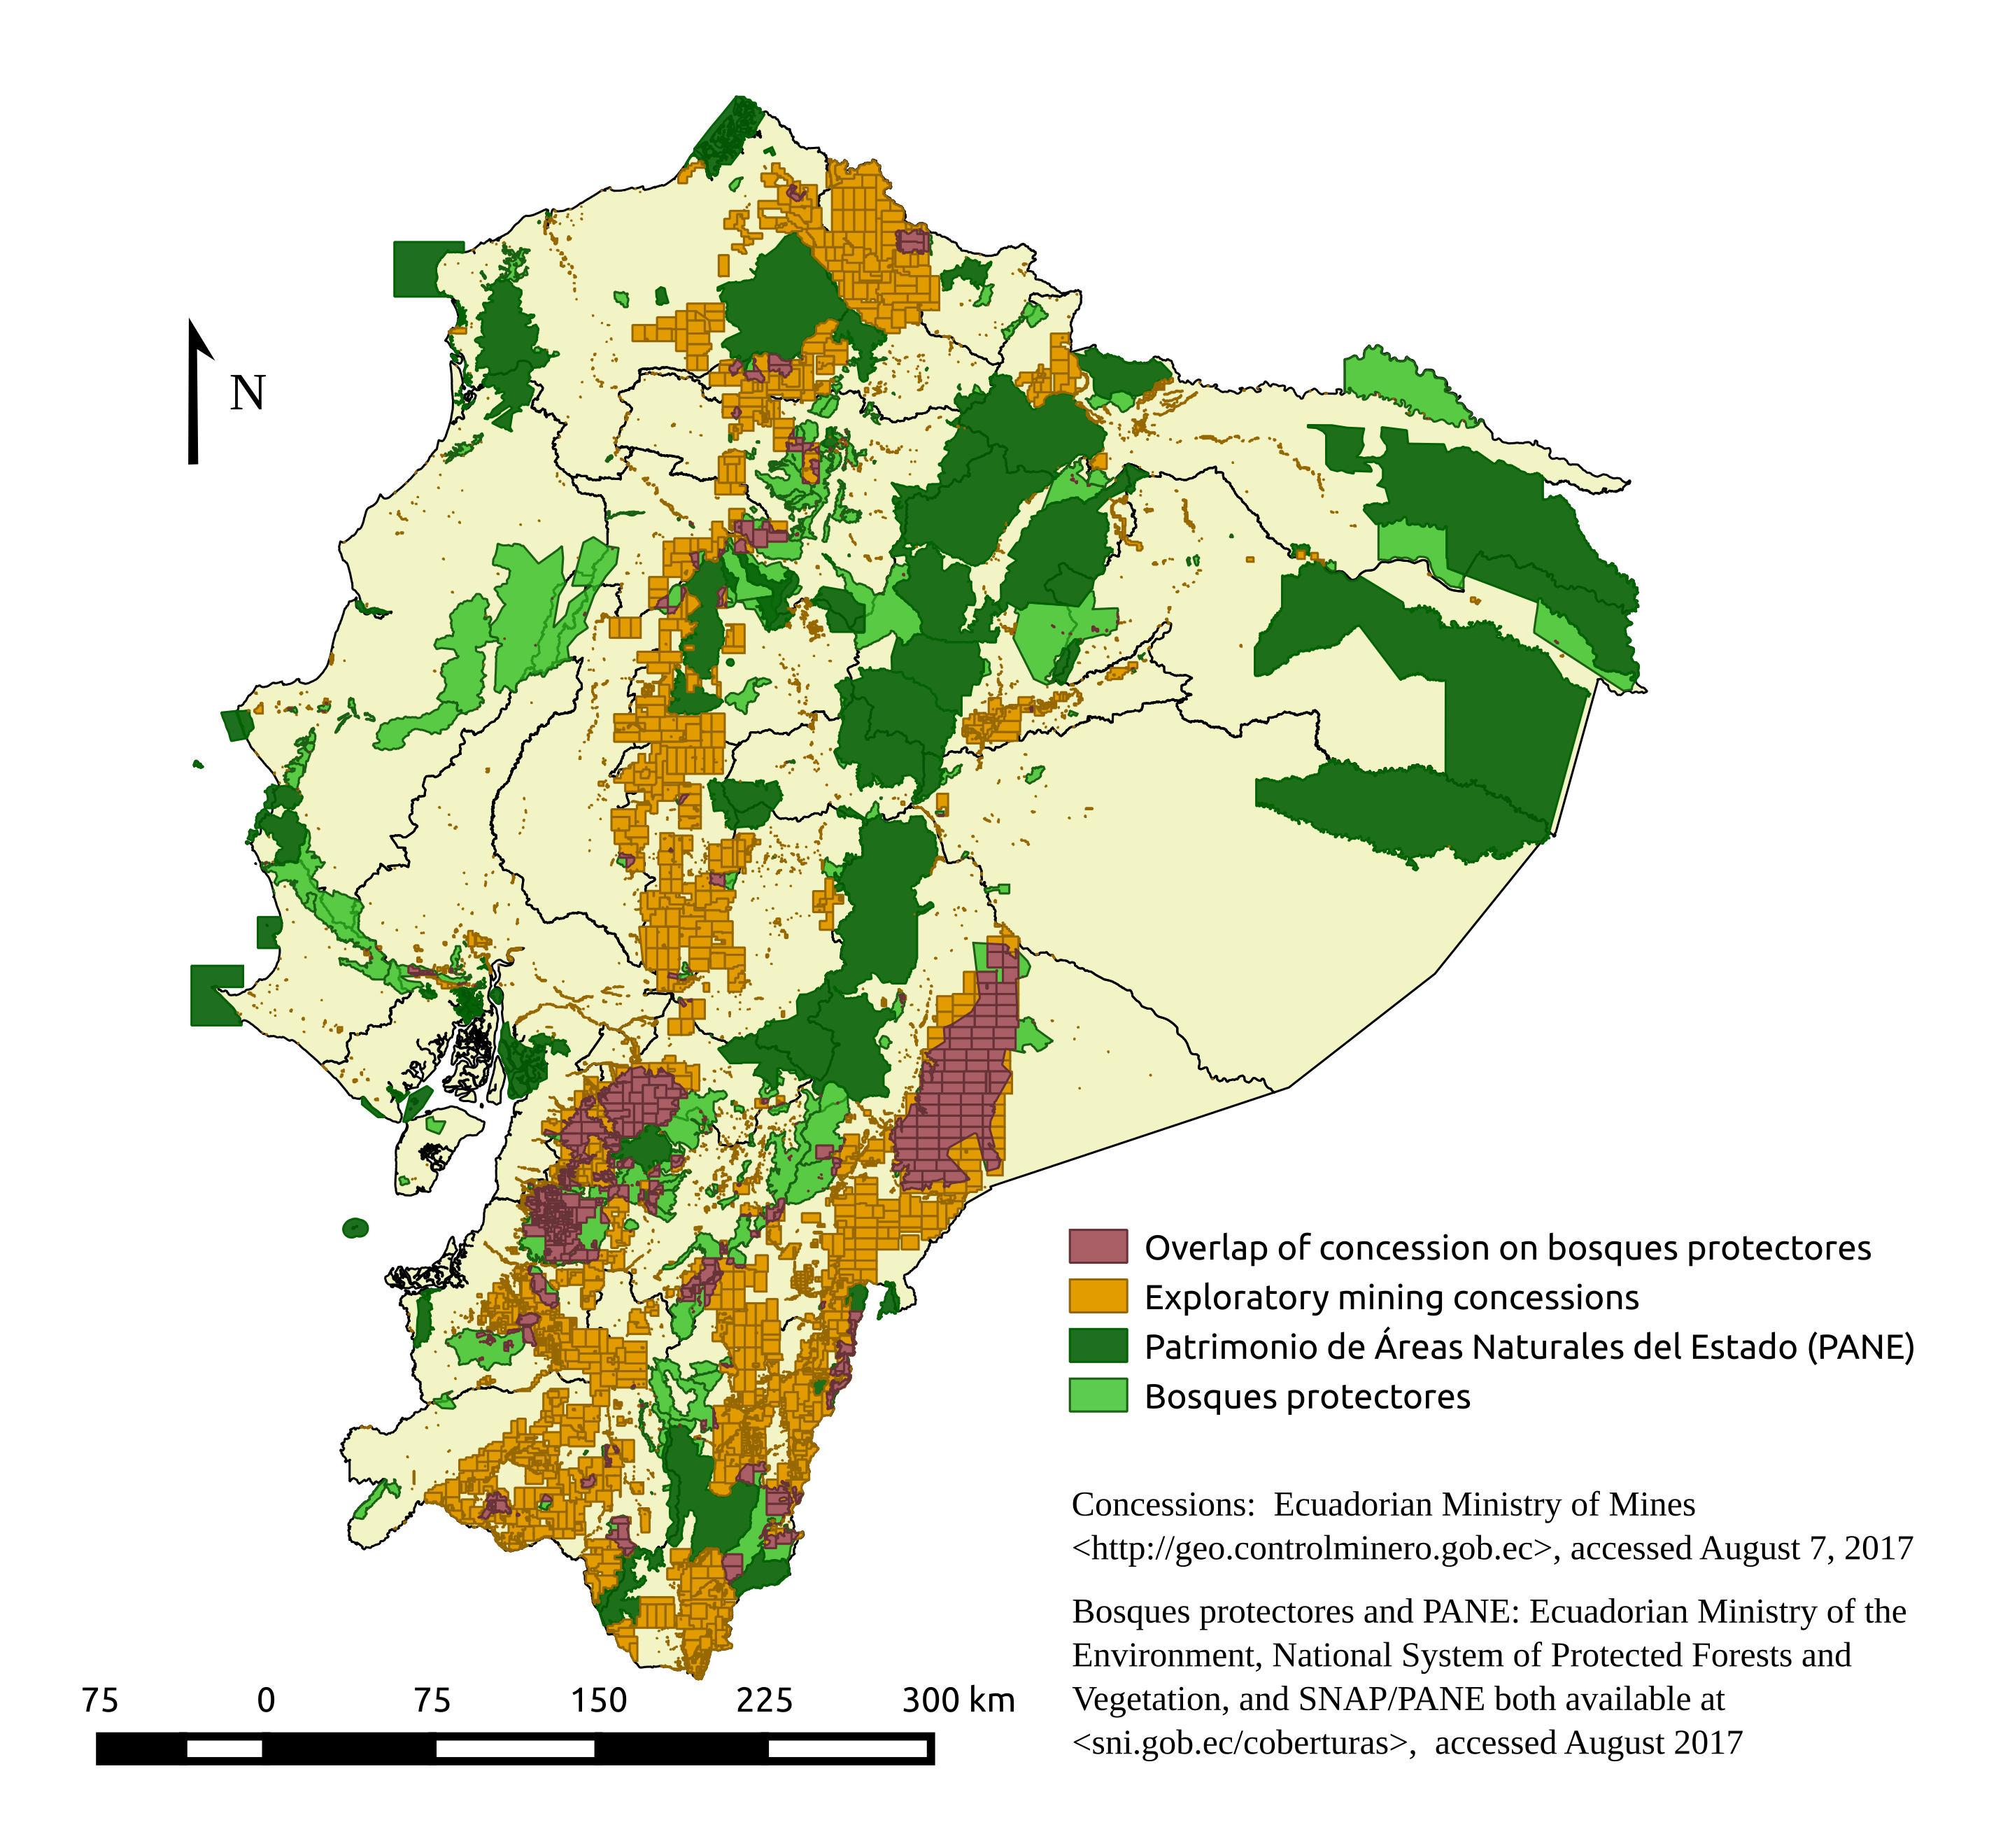 N
Overlap of concession on bosques protectores
Exploratory mining concessions
Patrimonio de Áreas Naturales del Estado (PANE)
Bosques protectores
Concessions: Ecuadorian Ministry of Mines
<http://geo.controlminero.gob.ec>, accessed August 7, 2017
Bosques protectores and PANE: Ecuadorian Ministry of the
Environment, National System of Protected Forests and
Vegetation, and SNAP/PANE both available at
<sni.gob.ec/coberturas>, accessed August 2017
75 0 75 150 225 300 km